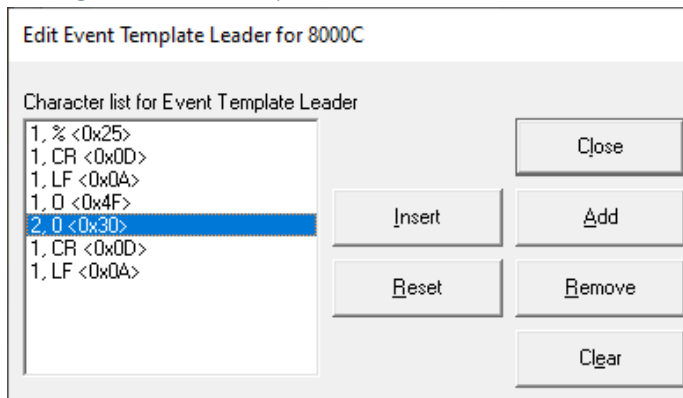 Edit Event Template Leader for 8000C
Character list for Event Template Leader
1, % <0x25>
1, CR <0x0D>
1, LF <0x0A>
1, O <0x4F>
2, 0 <0x30>
1, CR <0x0D>
1, LF <0x0A>
Close
Insert
Add
Reset
Remove
Clear